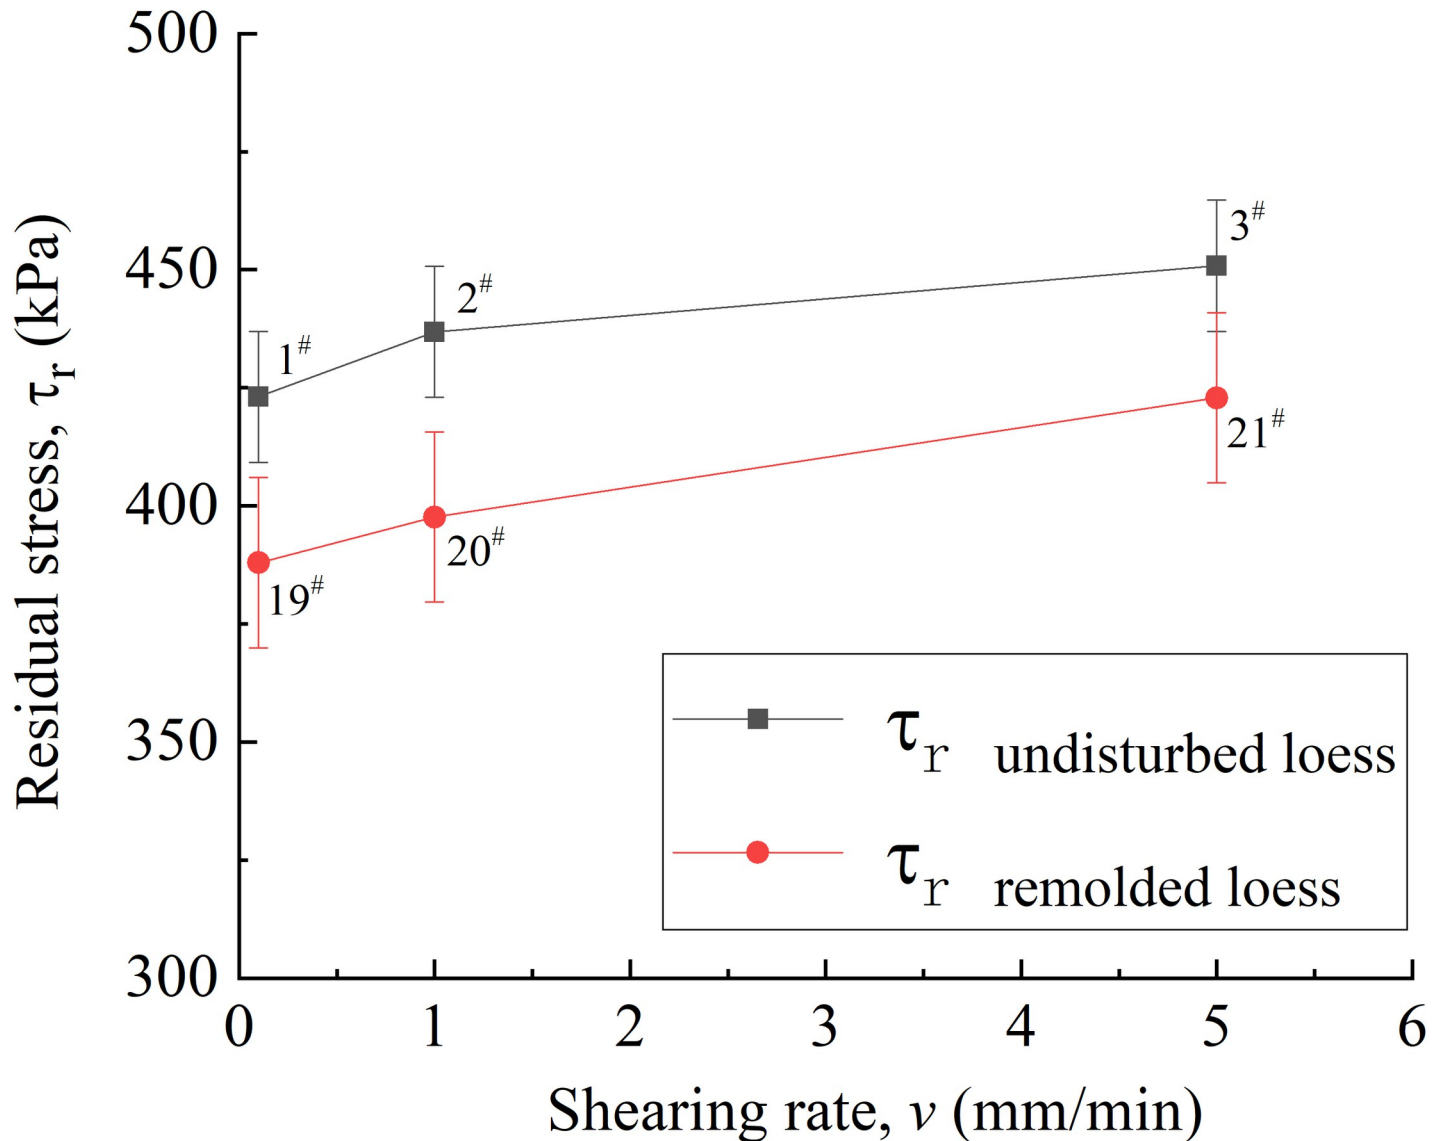 500
450
400
350
300
0 1 2 3 4 5 6
Residual stress, τr (kPa)
Shearing rate, v (mm/min)
1#
2#
3#
19#
20#
21#
τr undisturbed loess
τr remolded loess